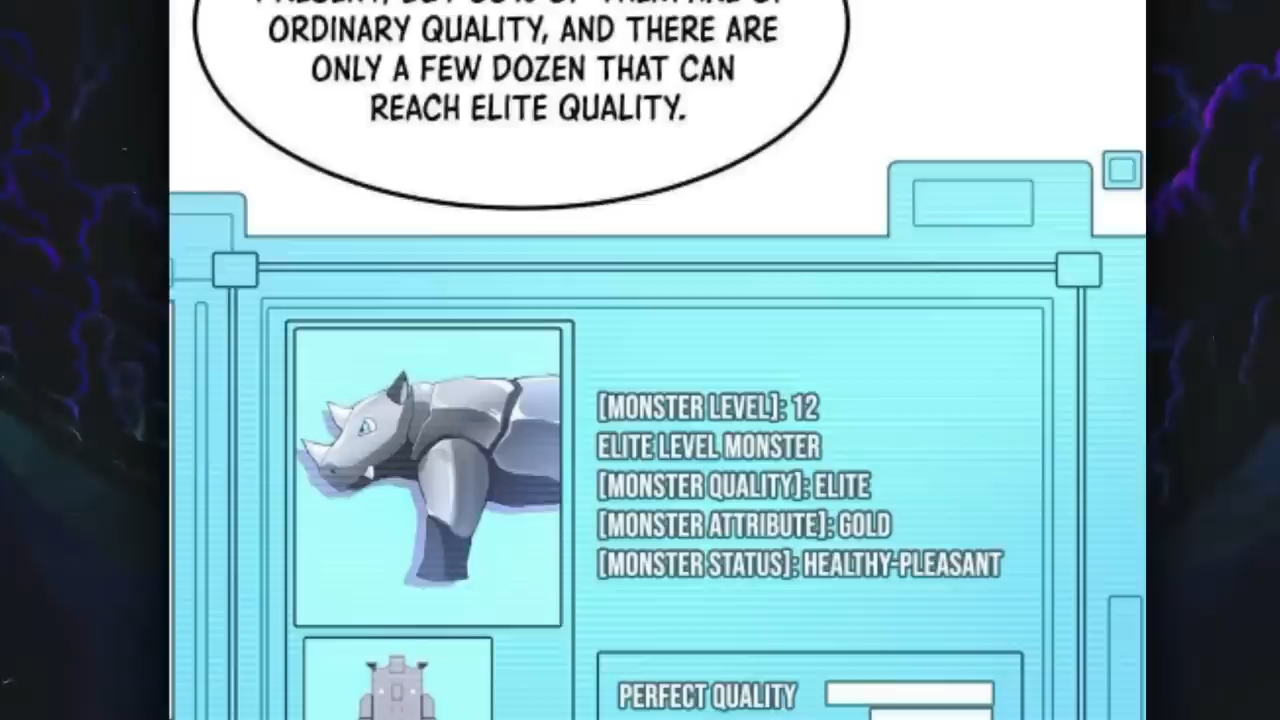 ORDINARY QUALITY, AND THERE ARE
ONLY A FEW DOZEN THAT CAN
REACH ELITE QUALITY.
[MONSTER LEVEL]: 12
ELITE LEVEL MONSTER
[MONSTER QUALITY]: ELITE
[MONSTER ATTRIBUTE]: GOLD
[MONSTER STATUS]: HEALTHY-PLEASANT
PERFECT QUALITY